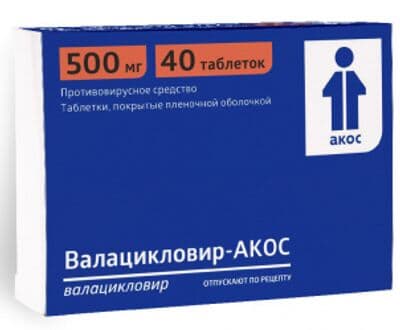 500 мг 40 таблеток
Противовирусное средство
Таблетки, покрытые пленочной оболочкой
акос
Валацикловир-АКОС
валацикловир ОТПУСКАЮТ ПО РЕЦЕПТУ